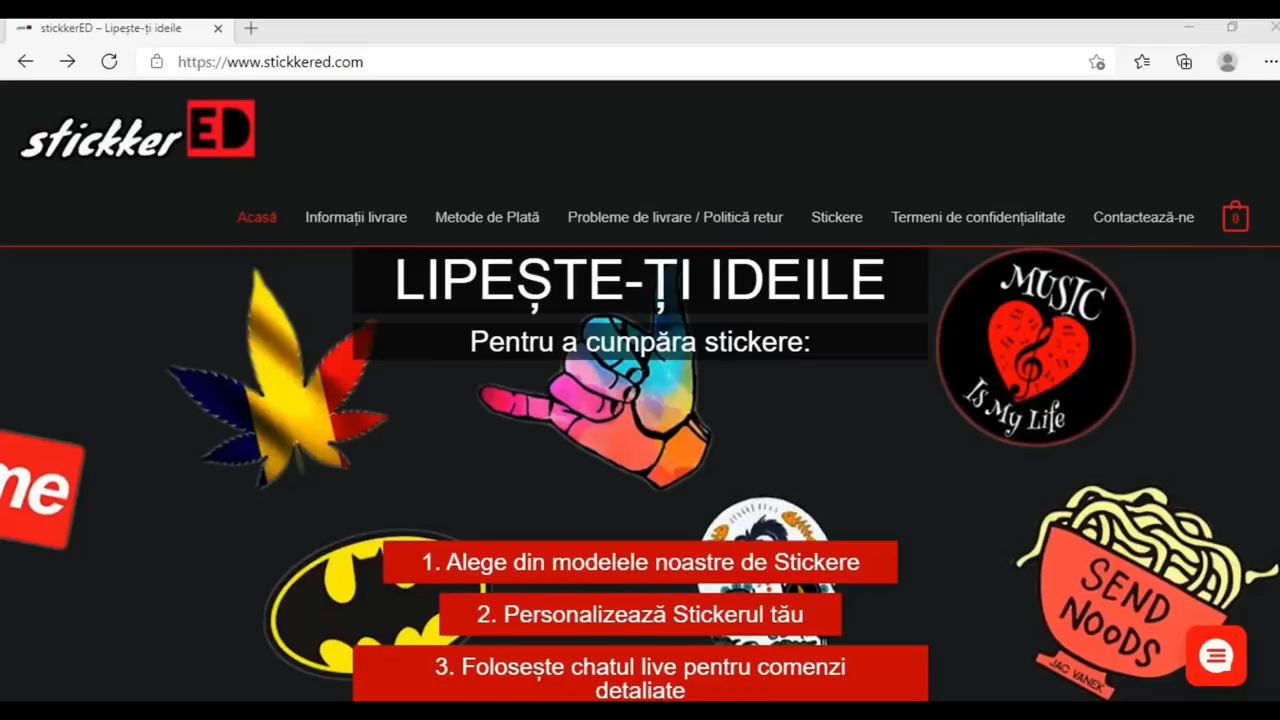 stickkerED – Lipește-ți ideile
https://www.stickkered.com
stickker ED
Acasă Informații livrare Metode de Plată Probleme de livrare / Politică retur Stickere Termeni de confidențialitate Contactează-ne 0
LIPEȘTE-ȚI IDEILE
Pentru a cumpăra stickere:
MUSIC
Is My Life
me
1. Alege din modelele noastre de Stickere
2. Personalizează Stickerul tău
3. Folosește chatul live pentru comenzi
detaliate
SEND
NOODS
JAC VANEK